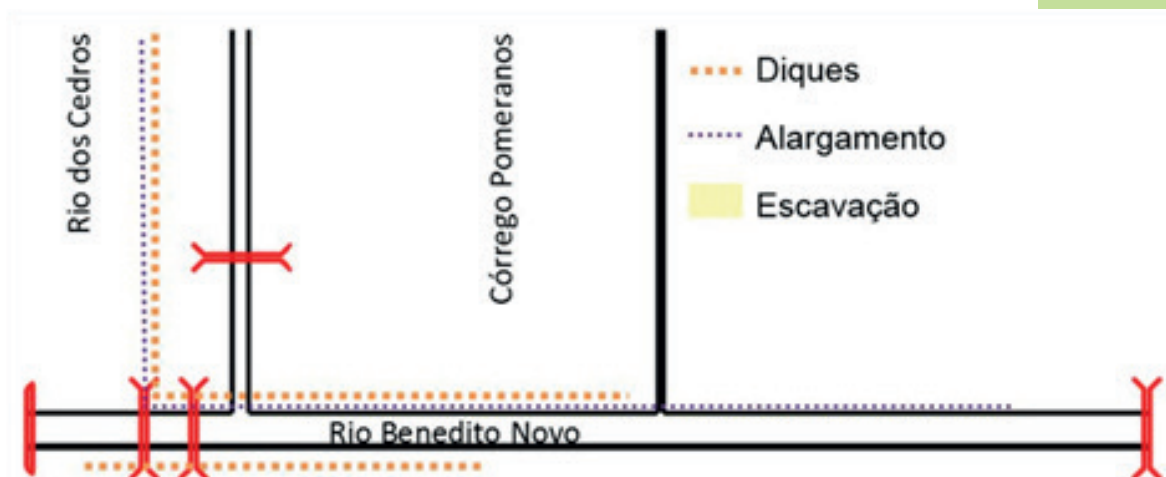 Rio dos Cedros
Córrego Pomeranos
Diques
Alargamento
Escavação
Rio Benedito Novo